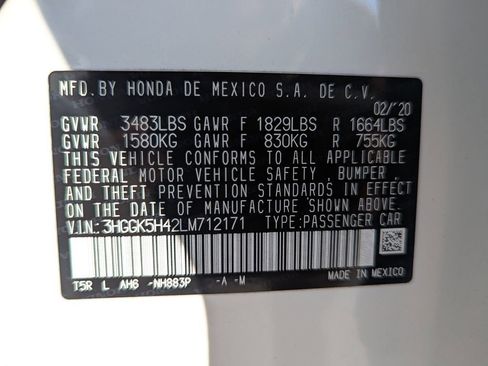 MFD. BY HONDA DE MEXICO S.A. DE C.V.
02/'20
GVWR 3483LBS GAWR F 1829LBS R 1664LBS
GVWR 1580KG GAWR F 830KG R 755KG
THIS VEHICLE CONFORMS TO ALL APPLICABLE
FEDERAL MOTOR VEHICLE SAFETY , BUMPER ,
AND THEFT PREVENTION STANDARDS IN EFFECT
ON THE DATE OF MANUFACTURE SHOWN ABOVE.
V.I.N.: 3HGGK5H42LM712171 TYPE:PASSENGER CAR
T5R L AH6 -NH883P -A -M
MADE IN MEXICO